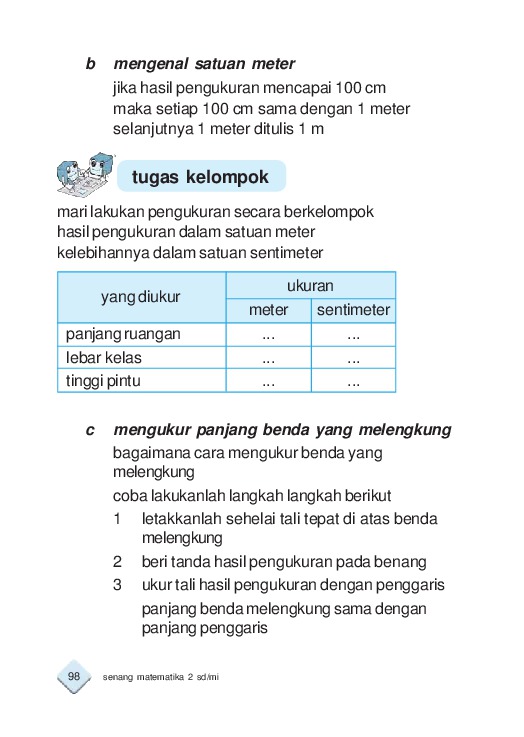 b mengenal satuan meter
jika hasil pengukuran mencapai 100 cm
maka setiap 100 cm sama dengan 1 meter
selanjutnya 1 meter ditulis 1 m
tugas kelompok
mari lakukan pengukuran secara berkelompok
hasil pengukuran dalam satuan meter
kelebihannya dalam satuan sentimeter
yang diukur ukuran
meter sentimeter
panjang ruangan ... ...
lebar kelas ... ...
tinggi pintu ... ...
c mengukur panjang benda yang melengkung
bagaimana cara mengukur benda yang
melengkung
coba lakukanlah langkah langkah berikut
1 letakkanlah sehelai tali tepat di atas benda
melengkung
2 beri tanda hasil pengukuran pada benang
3 ukur tali hasil pengukuran dengan penggaris
panjang benda melengkung sama dengan
panjang penggaris
98 senang matematika 2 sd/mi